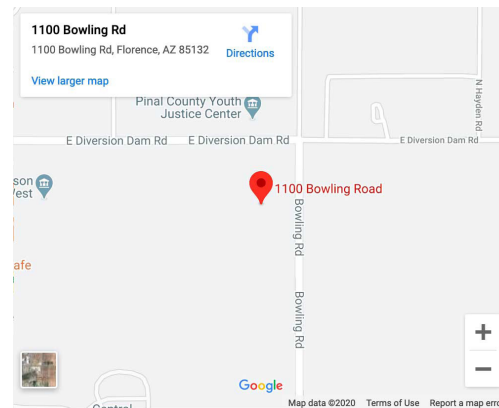 1100 Bowling Rd
1100 Bowling Rd, Florence, AZ 85132
Directions
View larger map
Pinal County Youth
Justice Center
N Hayden Rd
E Diversion Dam Rd
E Diversion Dam Rd
E Diversion Dam Rd
son
est
1100 Bowling Road
Bowling Rd
afe
Bowling Rd
+
−
Google
Central
Map data ©2020
Terms of Use
Report a map erro